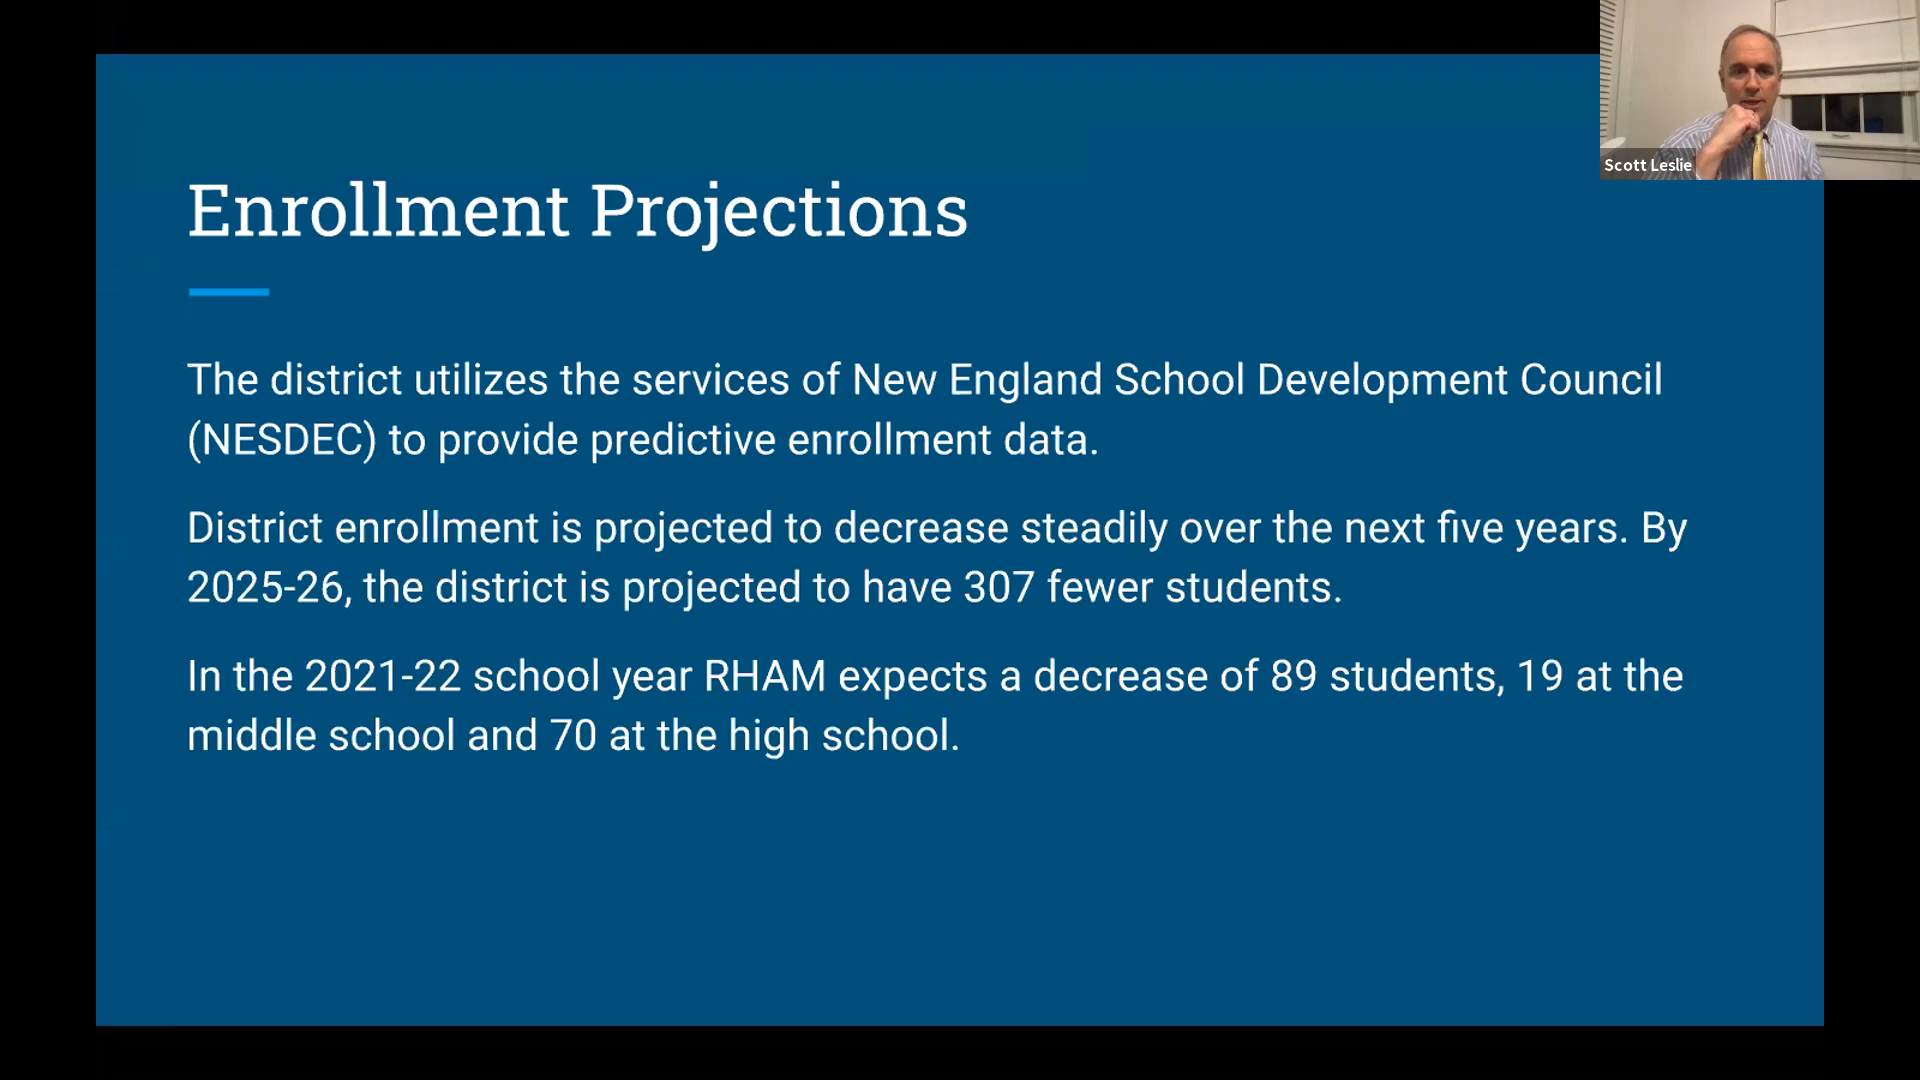 Scott Leslie
Enrollment Projections
The district utilizes the services of New England School Development Council
(NESDEC) to provide predictive enrollment data.
District enrollment is projected to decrease steadily over the next five years. By
2025-26, the district is projected to have 307 fewer students.
In the 2021-22 school year RHAM expects a decrease of 89 students, 19 at the
middle school and 70 at the high school.